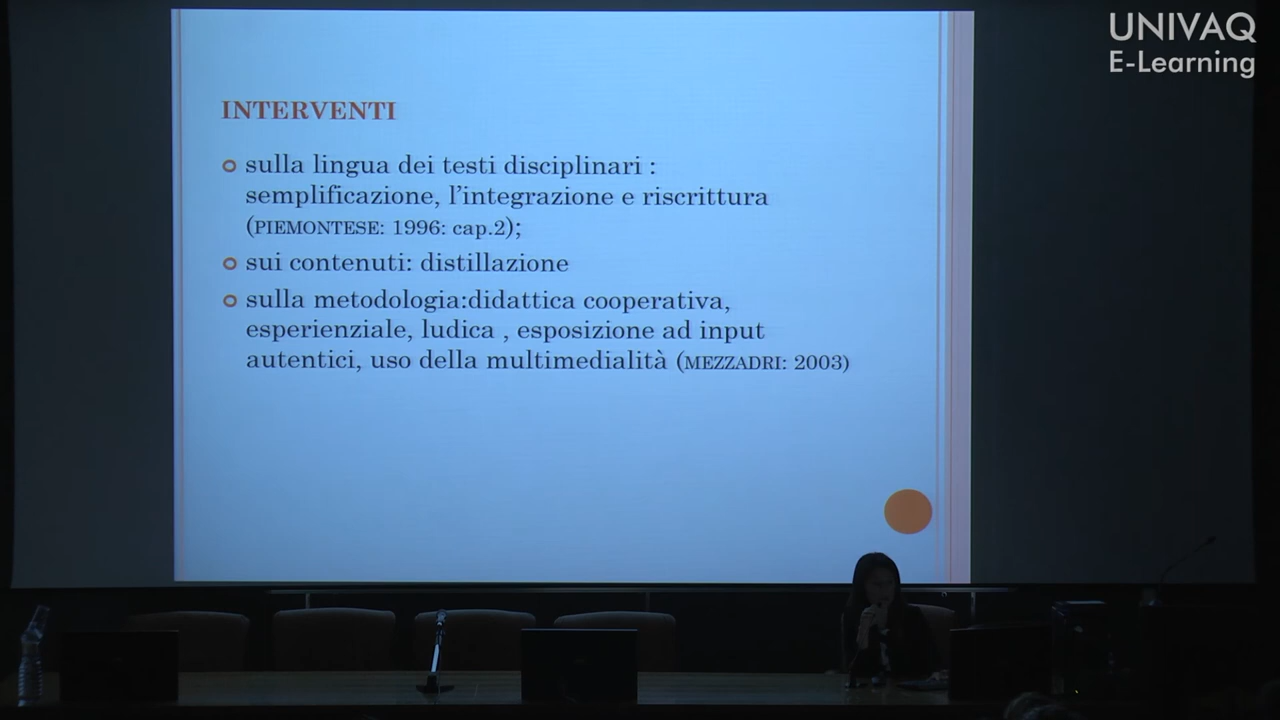 UNIVAQ
E-Learning
INTERVENTI
sulla lingua dei testi disciplinari :
semplificazione, l'integrazione e riscrittura
(PIEMONTESE: 1996: cap.2);
sui contenuti: distillazione
sulla metodologia:didattica cooperativa,
esperienziale, ludica , esposizione ad input
autentici, uso della multimedialità (MEZZADRI: 2003)